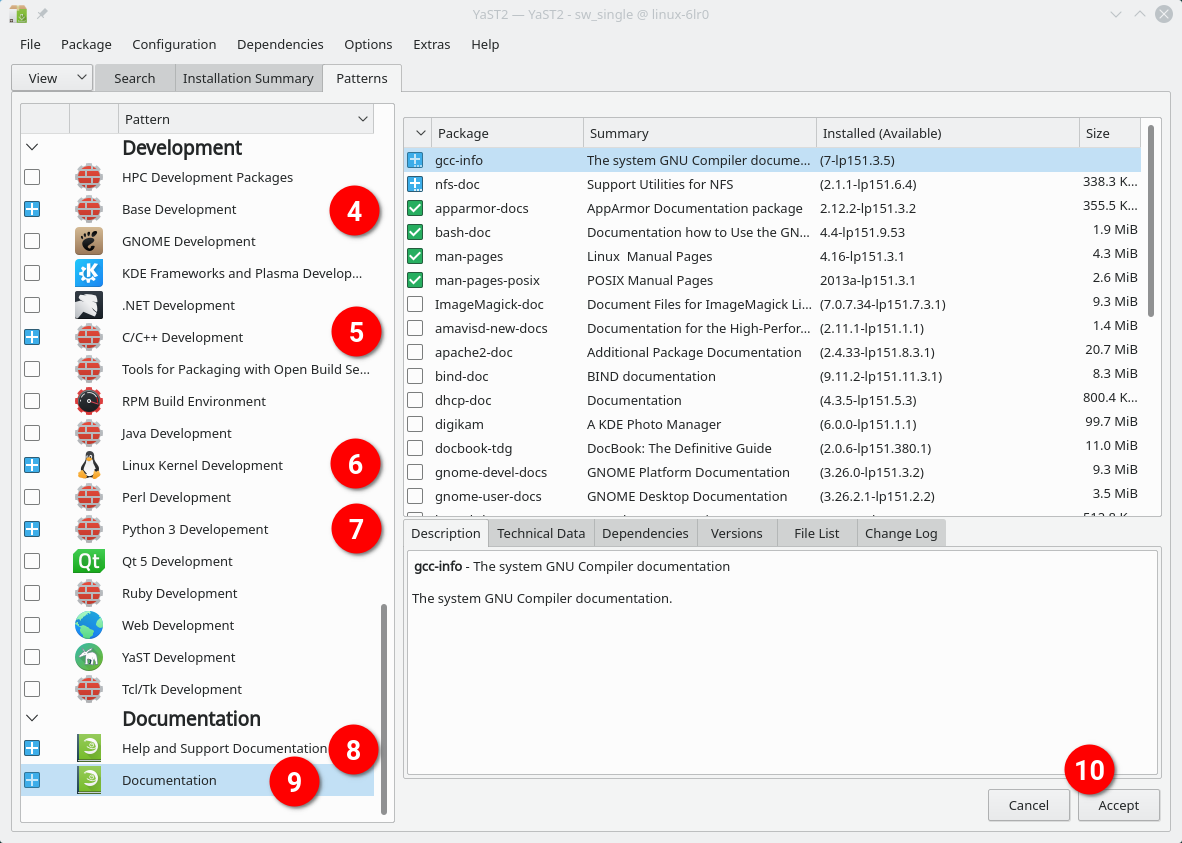 YaST2 — YaST2 - sw_single @ linux-6lr0
File Package Configuration Dependencies Options Extras Help
View Search Installation Summary Patterns
Pattern
Development
HPC Development Packages
Base Development 4
GNOME Development
KDE Frameworks and Plasma Develop...
.NET Development
C/C++ Development 5
Tools for Packaging with Open Build Se...
RPM Build Environment
Java Development
Linux Kernel Development 6
Perl Development
Python 3 Developement 7
Qt Qt 5 Development
Ruby Development
Web Development
YaST Development
Tcl/Tk Development
Documentation
Help and Support Documentation 8
Documentation 9
Package Summary Installed (Available) Size
gcc-info The system GNU Compiler docume... (7-lp151.3.5)
nfs-doc Support Utilities for NFS (2.1.1-lp151.6.4) 338.3 K...
apparmor-docs AppArmor Documentation package 2.12.2-lp151.3.2 355.5 K...
bash-doc Documentation how to Use the GN... 4.4-lp151.9.53 1.9 MiB
man-pages Linux Manual Pages 4.16-lp151.3.1 4.3 MiB
man-pages-posix POSIX Manual Pages 2013a-lp151.3.1 2.6 MiB
ImageMagick-doc Document Files for ImageMagick Li... (7.0.7.34-lp151.7.3.1) 9.3 MiB
amavisd-new-docs Documentation for the High-Perfor... (2.11.1-lp151.1.1) 1.4 MiB
apache2-doc Additional Package Documentation (2.4.33-lp151.8.3.1) 20.7 MiB
bind-doc BIND documentation (9.11.2-lp151.11.3.1) 8.3 MiB
dhcp-doc Documentation (4.3.5-lp151.5.3) 800.4 K...
digikam A KDE Photo Manager (6.0.0-lp151.1.1) 99.7 MiB
docbook-tdg DocBook: The Definitive Guide (2.0.6-lp151.380.1) 11.0 MiB
gnome-devel-docs GNOME Platform Documentation (3.26.0-lp151.3.2) 9.3 MiB
gnome-user-docs GNOME Desktop Documentation (3.26.2.1-lp151.2.2) 3.5 MiB
Description Technical Data Dependencies Versions File List Change Log
gcc-info - The system GNU Compiler documentation
The system GNU Compiler documentation.
10
Cancel Accept